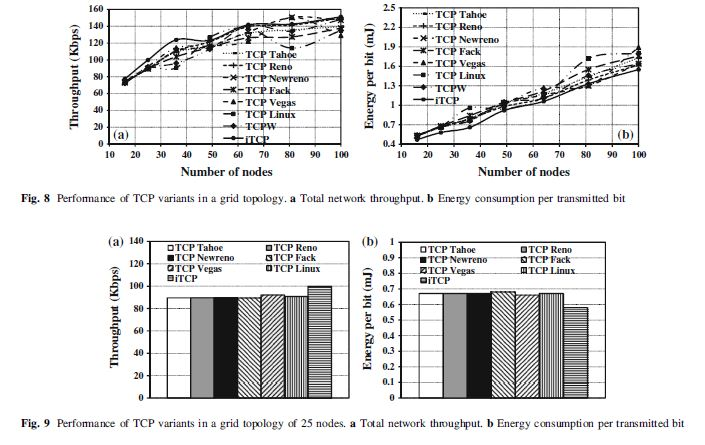 160
140
120
100
80
60
40
20
0
Throughput (Kbps)
(a)
TCP Tahoe
TCP Reno
TCP Newreno
TCP Fack
TCP Vegas
TCP Linux
TCPW
iTCP
10 20 30 40 50 60 70 80 90 100
Number of nodes
2.5
2.2
1.9
1.6
1.3
1
0.7
0.4
Energy per bit (mJ)
TCP Tahoe
TCP Reno
TCP Newreno
TCP Fack
TCP Vegas
TCP Linux
TCPW
iTCP
(b)
10 20 30 40 50 60 70 80 90 100
Number of nodes
Fig. 8 Performance of TCP variants in a grid topology. a Total network throughput. b Energy consumption per transmitted bit
(a)
140
120
100
80
60
40
20
0
Throughput (Kbps)
TCP Tahoe TCP Reno
TCP Newreno TCP Fack
TCP Vegas TCP Linux
iTCP
(b)
1
0.9
0.8
0.7
0.6
0.5
0.4
0.3
0.2
0.1
0
Energy per bit (mJ)
TCP Tahoe TCP Reno
TCP Newreno TCP Fack
TCP Vegas TCP Linux
iTCP
Fig. 9 Performance of TCP variants in a grid topology of 25 nodes. a Total network throughput. b Energy consumption per transmitted bit